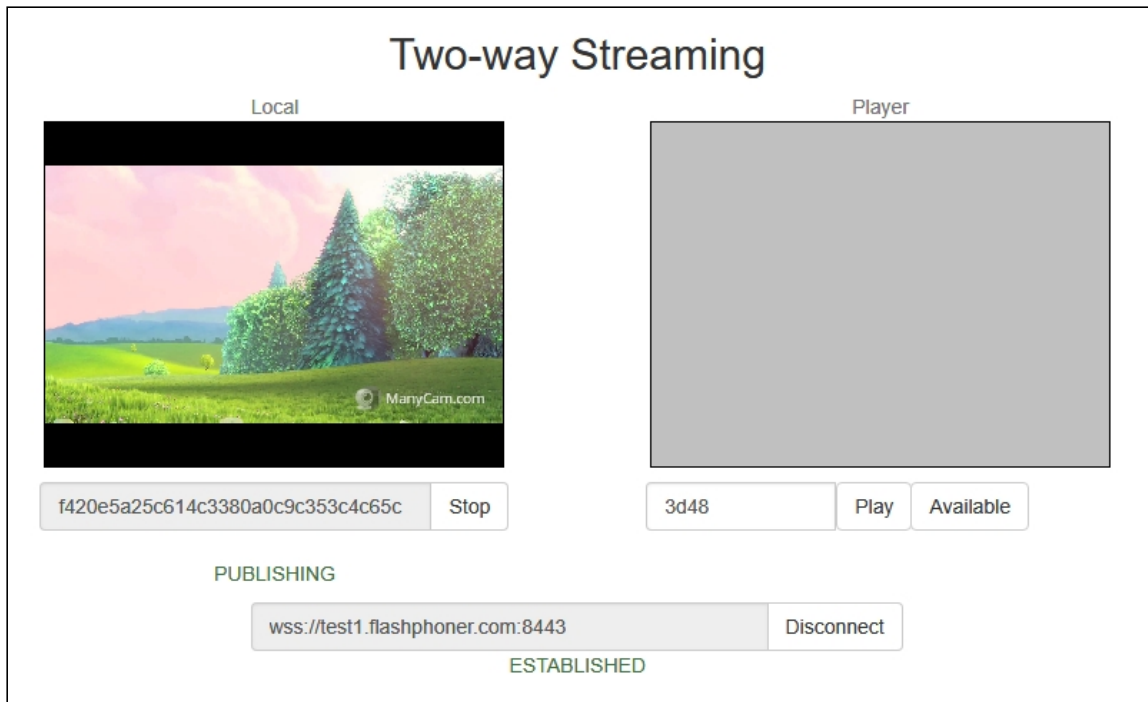 Two-way Streaming
Local
Player
ManyCam.com
f420e5a25c614c3380a0c9c353c4c65c
Stop
3d48
Play
Available
PUBLISHING
wss://test1.flashphoner.com:8443
Disconnect
ESTABLISHED